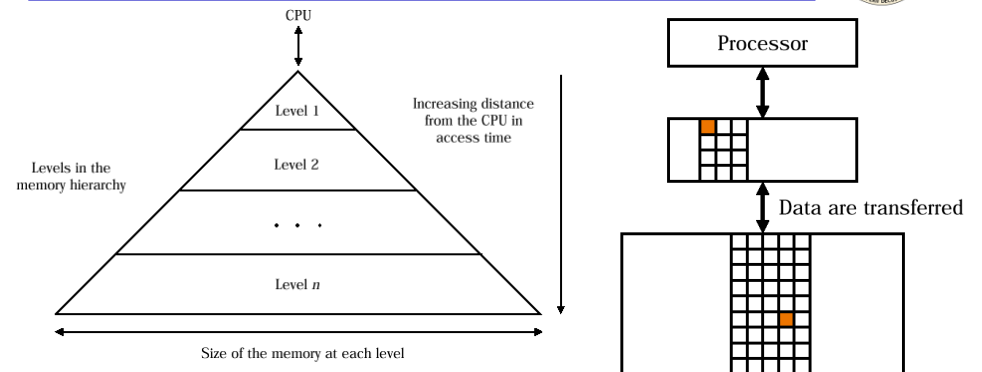 CPU
Level 1
Increasing distance
from the CPU in
access time
Levels in the
memory hierarchy
Level 2
. . .
Level n
Size of the memory at each level
Processor
Data are transferred